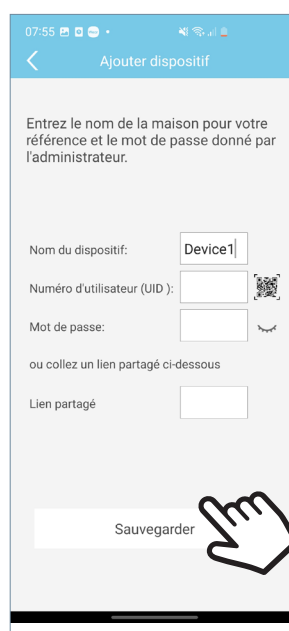 07:55
Ajouter dispositif
Entrez le nom de la maison pour votre
référence et le mot de passe donné par
l'administrateur.
Nom du dispositif: Device1
Numéro d'utilisateur (UID ):
Mot de passe:
ou collez un lien partagé ci-dessous
Lien partagé
Sauvegarder